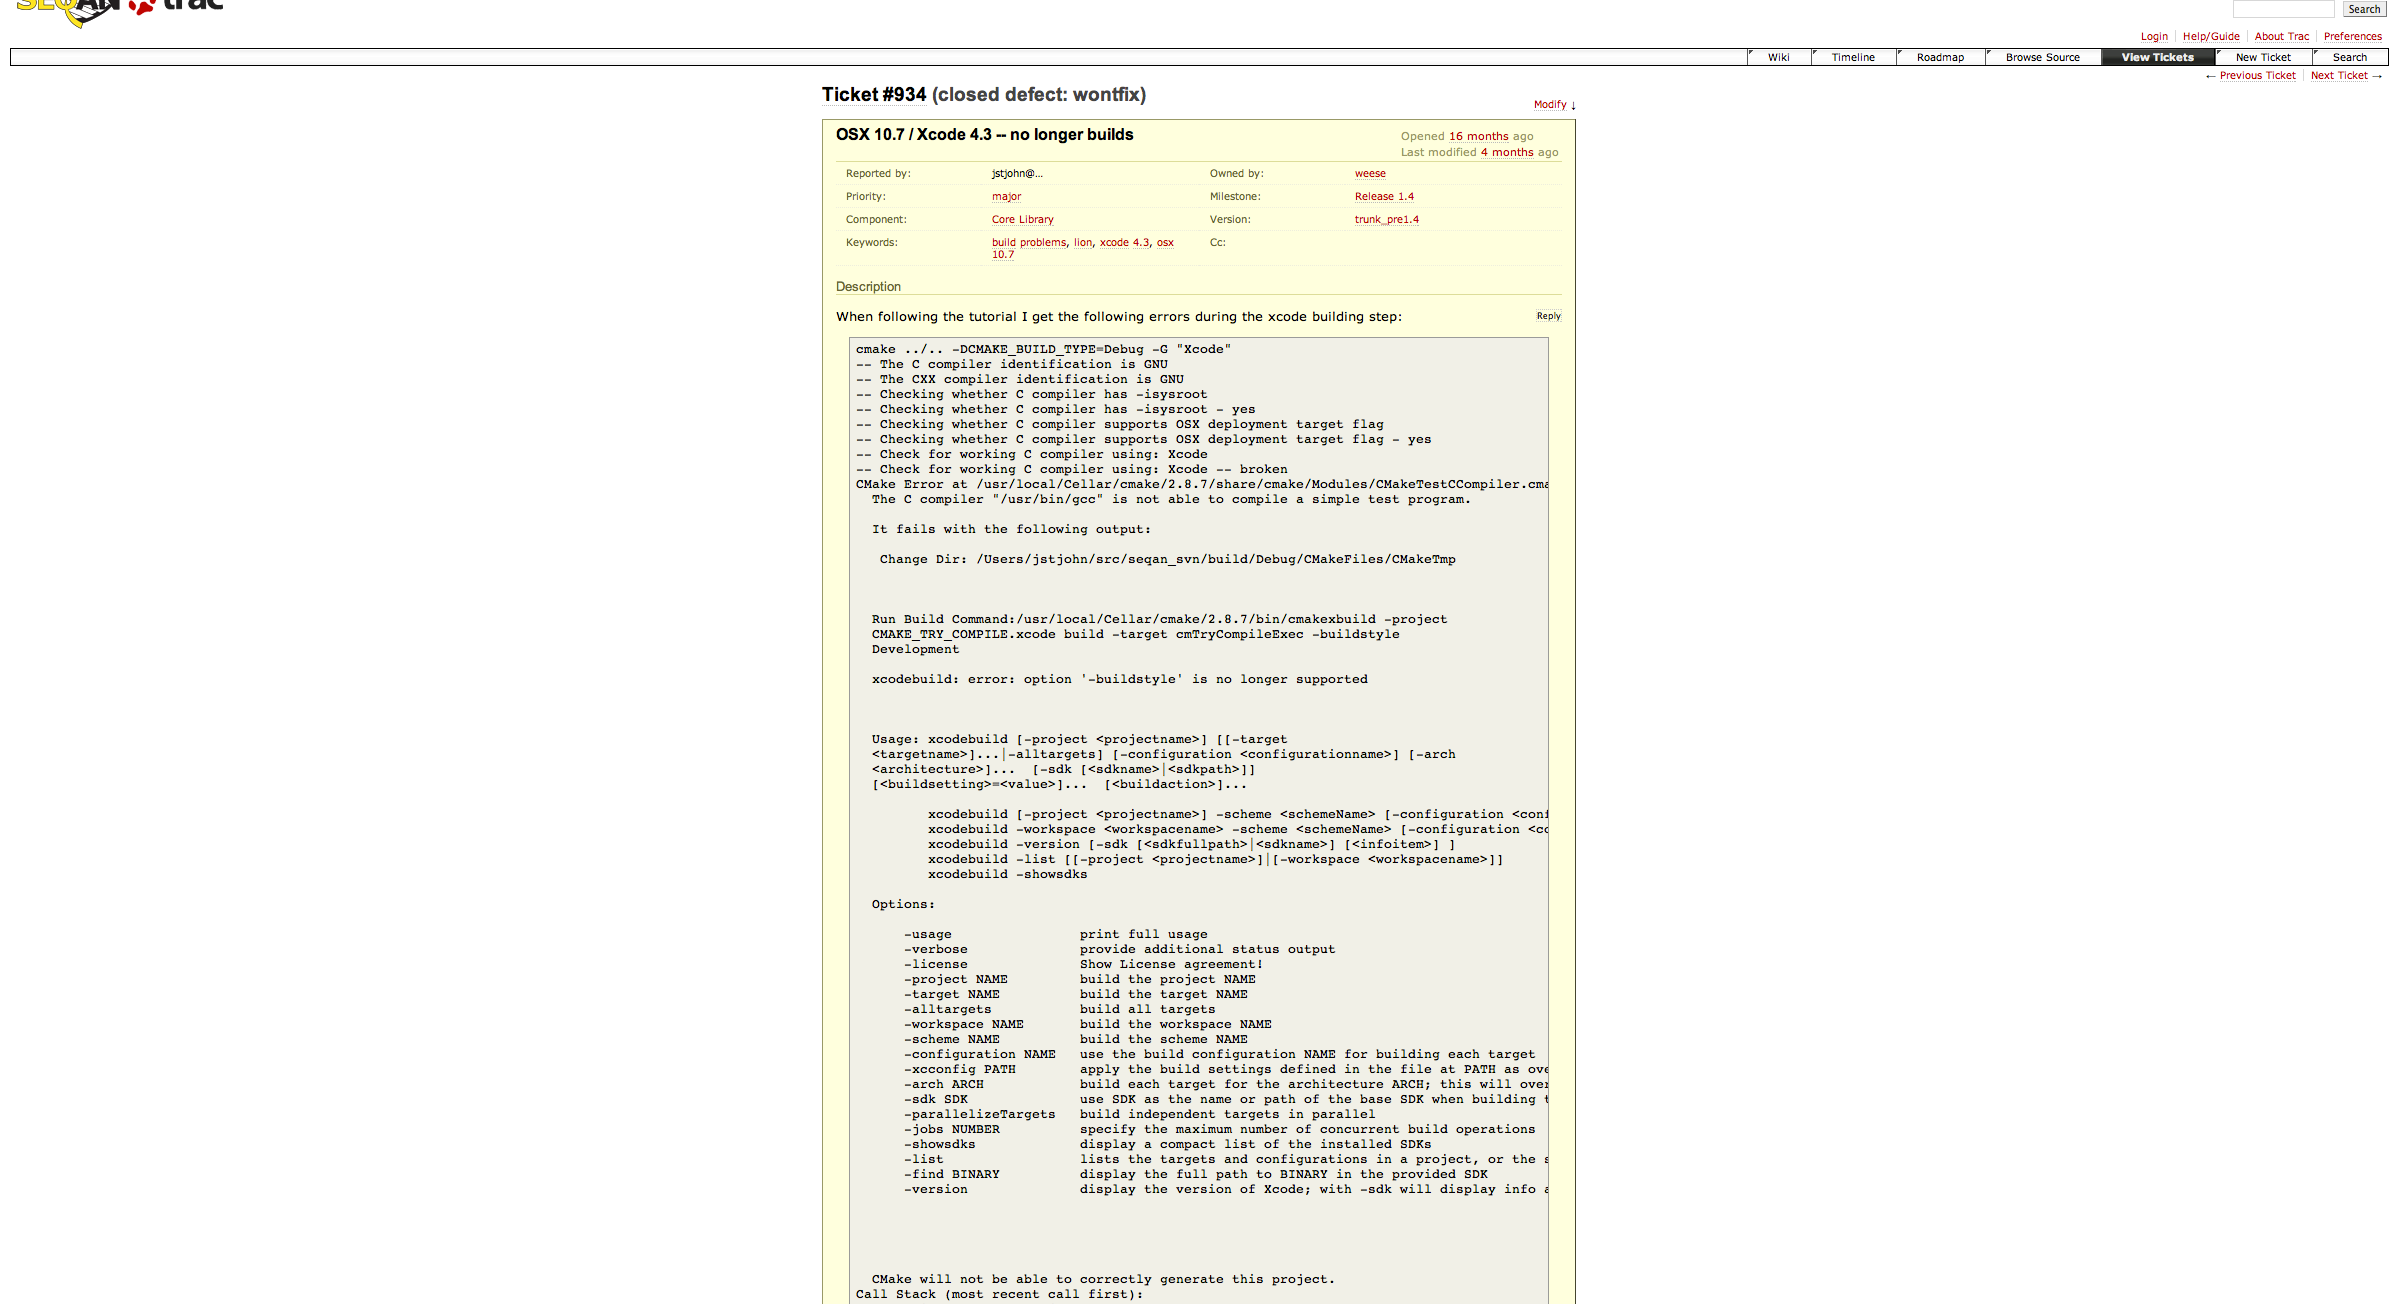 SEQAN trac
Search
Login Help/Guide About Trac Preferences
Wiki Timeline Roadmap Browse Source View Tickets New Ticket Search
← Previous Ticket Next Ticket →
Ticket #934 (closed defect: wontfix)
Modify ↓
OSX 10.7 / Xcode 4.3 -- no longer builds
Opened 16 months ago
Last modified 4 months ago
Reported by: jstjohn@... Owned by: weese
Priority: major Milestone: Release 1.4
Component: Core Library Version: trunk_pre1.4
Keywords: build problems, lion, xcode 4.3, osx Cc:
10.7
Description
When following the tutorial I get the following errors during the xcode building step: Reply
cmake ../.. -DCMAKE_BUILD_TYPE=Debug -G "Xcode"
-- The C compiler identification is GNU
-- The CXX compiler identification is GNU
-- Checking whether C compiler has -isysroot
-- Checking whether C compiler has -isysroot - yes
-- Checking whether C compiler supports OSX deployment target flag
-- Checking whether C compiler supports OSX deployment target flag - yes
-- Check for working C compiler using: Xcode
-- Check for working C compiler using: Xcode -- broken
CMake Error at /usr/local/Cellar/cmake/2.8.7/share/cmake/Modules/CMakeTestCCompiler.cma
The C compiler "/usr/bin/gcc" is not able to compile a simple test program.
It fails with the following output:
Change Dir: /Users/jstjohn/src/seqan_svn/build/Debug/CMakeFiles/CMakeTmp
Run Build Command:/usr/local/Cellar/cmake/2.8.7/bin/cmakexbuild -project
CMAKE_TRY_COMPILE.xcode build -target cmTryCompileExec -buildstyle
Development
xcodebuild: error: option '-buildstyle' is no longer supported
Usage: xcodebuild [-project <projectname>] [[-target
<targetname>]...|-alltargets] [-configuration <configurationname>] [-arch
<architecture>]... [-sdk [<sdkname>|<sdkpath>]]
[<buildsetting>=<value>]... [<buildaction>]...
xcodebuild [-project <projectname>] -scheme <schemeName> [-configuration <conf
xcodebuild -workspace <workspacename> -scheme <schemeName> [-configuration <co
xcodebuild -version [-sdk [<sdkfullpath>|<sdkname>] [<infoitem>] ]
xcodebuild -list [[-project <projectname>]|[-workspace <workspacename>]]
xcodebuild -showsdks
Options:
-usage print full usage
-verbose provide additional status output
-license Show License agreement!
-project NAME build the project NAME
-target NAME build the target NAME
-alltargets build all targets
-workspace NAME build the workspace NAME
-scheme NAME build the scheme NAME
-configuration NAME use the build configuration NAME for building each target
-xcconfig PATH apply the build settings defined in the file at PATH as ove
-arch ARCH build each target for the architecture ARCH; this will over
-sdk SDK use SDK as the name or path of the base SDK when building t
-parallelizeTargets build independent targets in parallel
-jobs NUMBER specify the maximum number of concurrent build operations
-showsdks display a compact list of the installed SDKs
-list lists the targets and configurations in a project, or the s
-find BINARY display the full path to BINARY in the provided SDK
-version display the version of Xcode; with -sdk will display info a
CMake will not be able to correctly generate this project.
Call Stack (most recent call first):